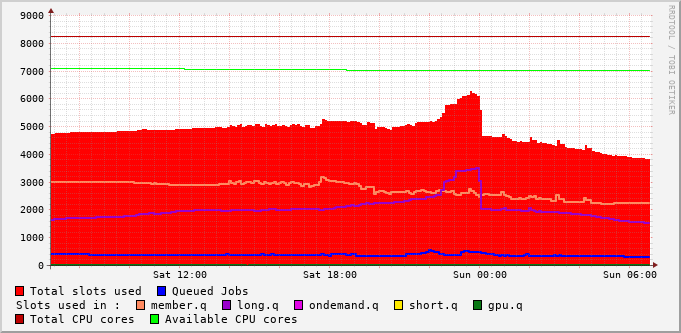 RRDTOOL / TOBI OETIKER
9000
8000
7000
6000
5000
4000
3000
2000
1000
0
Sat 12:00 Sat 18:00 Sun 00:00 Sun 06:00
Total slots used Queued Jobs
Slots used in : member.q long.q ondemand.q short.q gpu.q
Total CPU cores Available CPU cores